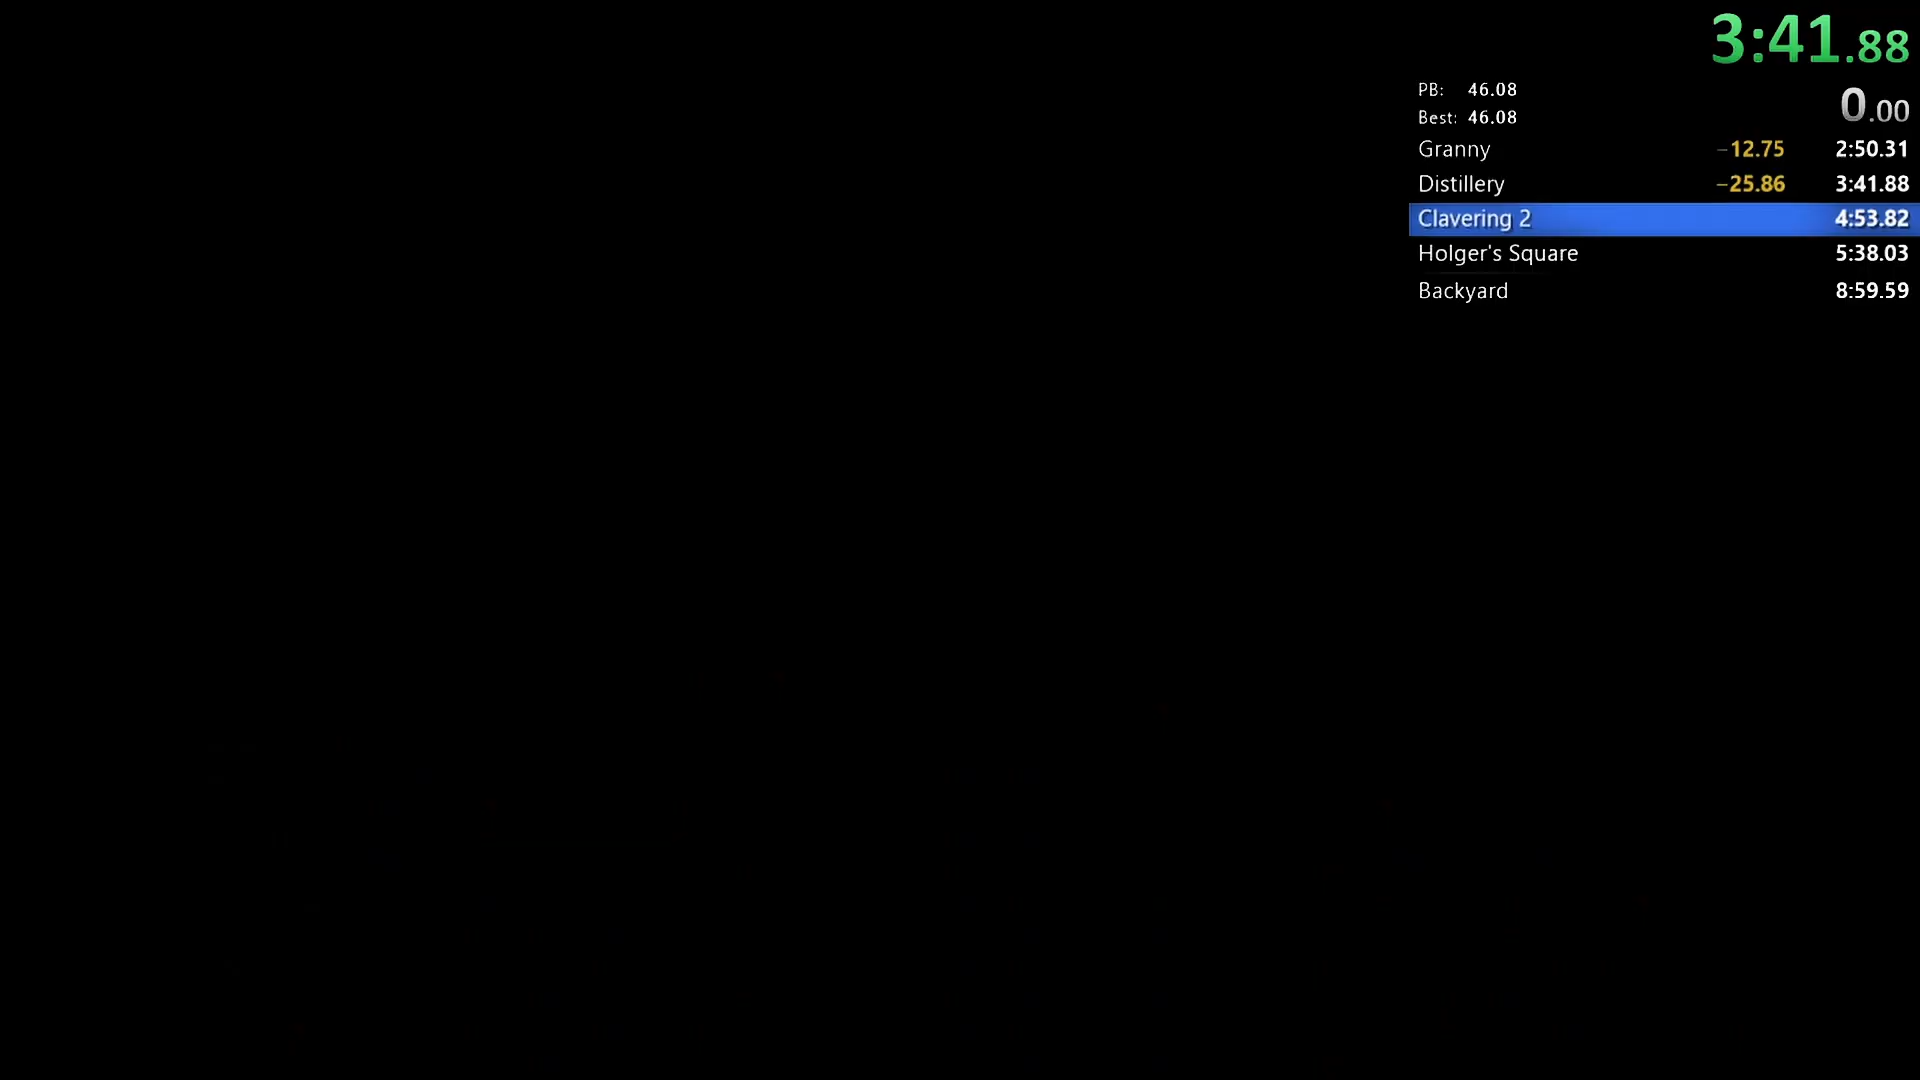 3:41.88
PB: 46.08
0.00
Best: 46.08
Granny -12.75 2:50.31
Distillery -25.86 3:41.88
Clavering 2 4:53.82
Holger's Square 5:38.03
Backyard 8:59.59